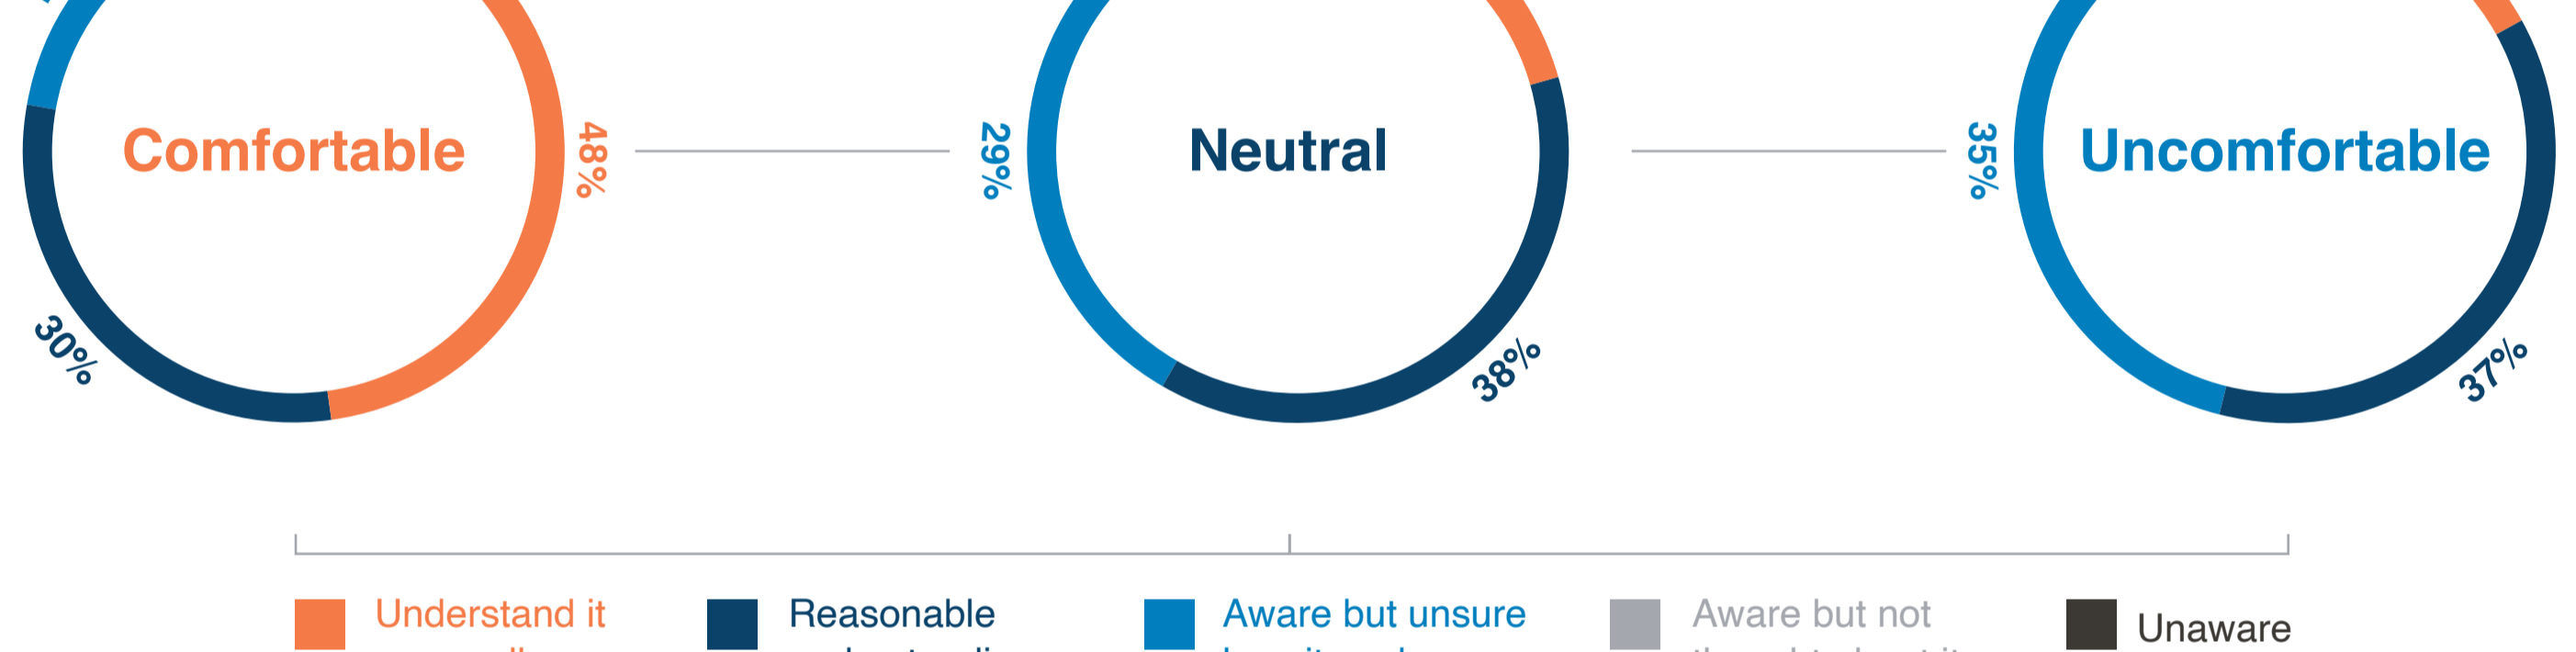 Comfortable
48%
30%
29%
Neutral
38%
35%
Uncomfortable
37%
Understand it
Reasonable
Aware but unsure
Aware but not
Unaware